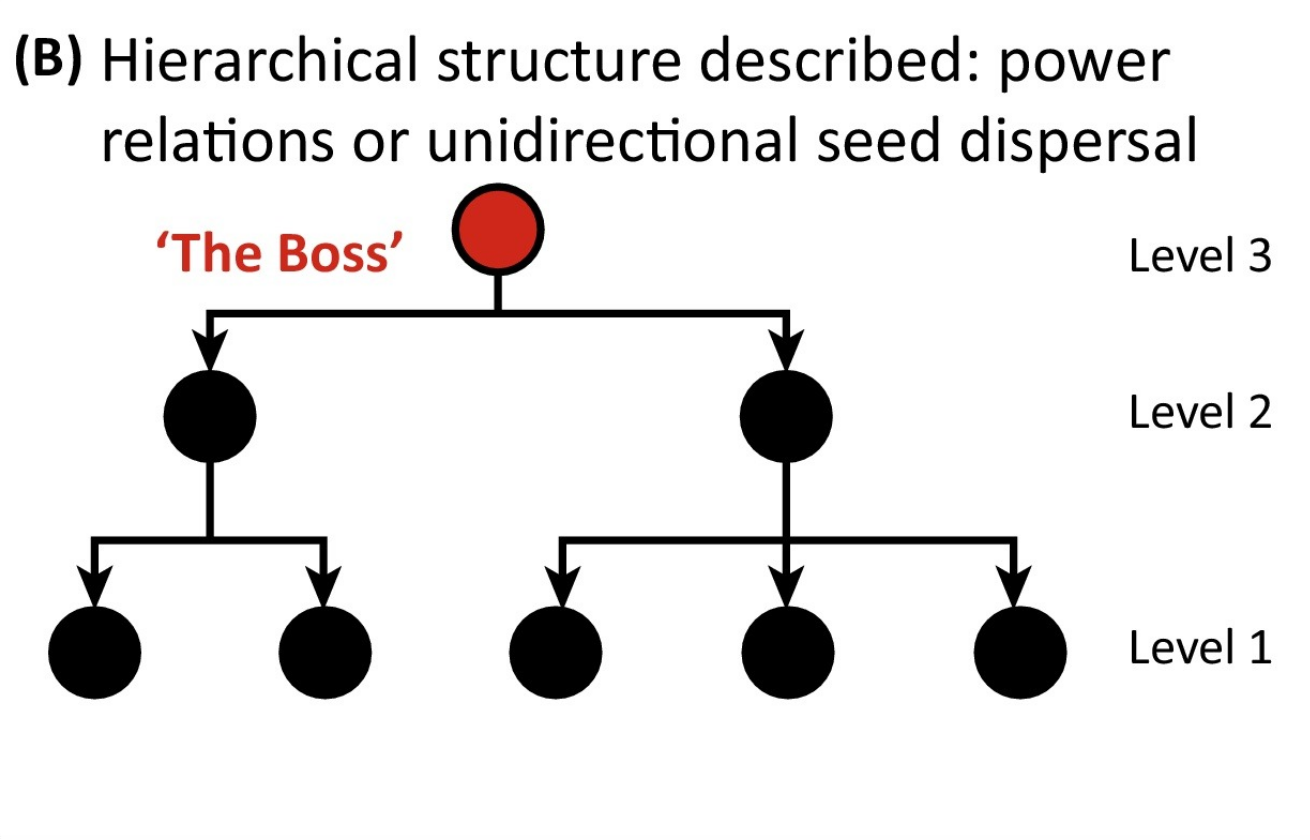 (B) Hierarchical structure described: power
relations or unidirectional seed dispersal
‘The Boss’
Level 3
Level 2
Level 1